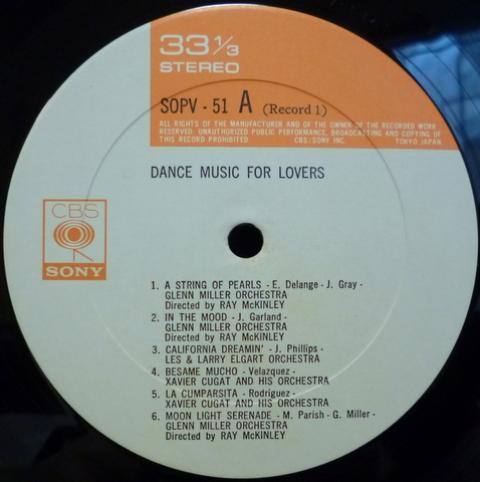 33 1/3
STEREO
SOPV - 51 A (Record 1)
ALL RIGHTS OF THE MANUFACTURER AND OF THE OWNER OF THE RECORDED WORK
RESERVED. UNAUTHORIZED PUBLIC PERFORMANCE, BROADCASTING AND COPYING OF
THIS RECORD PROHIBITED CBS/SONY INC. TOKYO JAPAN
DANCE MUSIC FOR LOVERS
CBS
SONY
1. A STRING OF PEARLS - E. Delange - J. Gray -
GLENN MILLER ORCHESTRA
Directed by RAY McKINLEY
2. IN THE MOOD - J. Garland -
GLENN MILLER ORCHESTRA
Directed by RAY McKINLEY
3. CALIFORNIA DREAMIN' - J. Phillips -
LES & LARRY ELGART ORCHESTRA
4. BESAME MUCHO - Velazquez -
XAVIER CUGAT AND HIS ORCHESTRA
5. LA CUMPARSITA - Rodriguez -
XAVIER CUGAT AND HIS ORCHESTRA
6. MOON LIGHT SERENADE - M. Parish - G. Miller -
GLENN MILLER ORCHESTRA
Directed by RAY McKINLEY